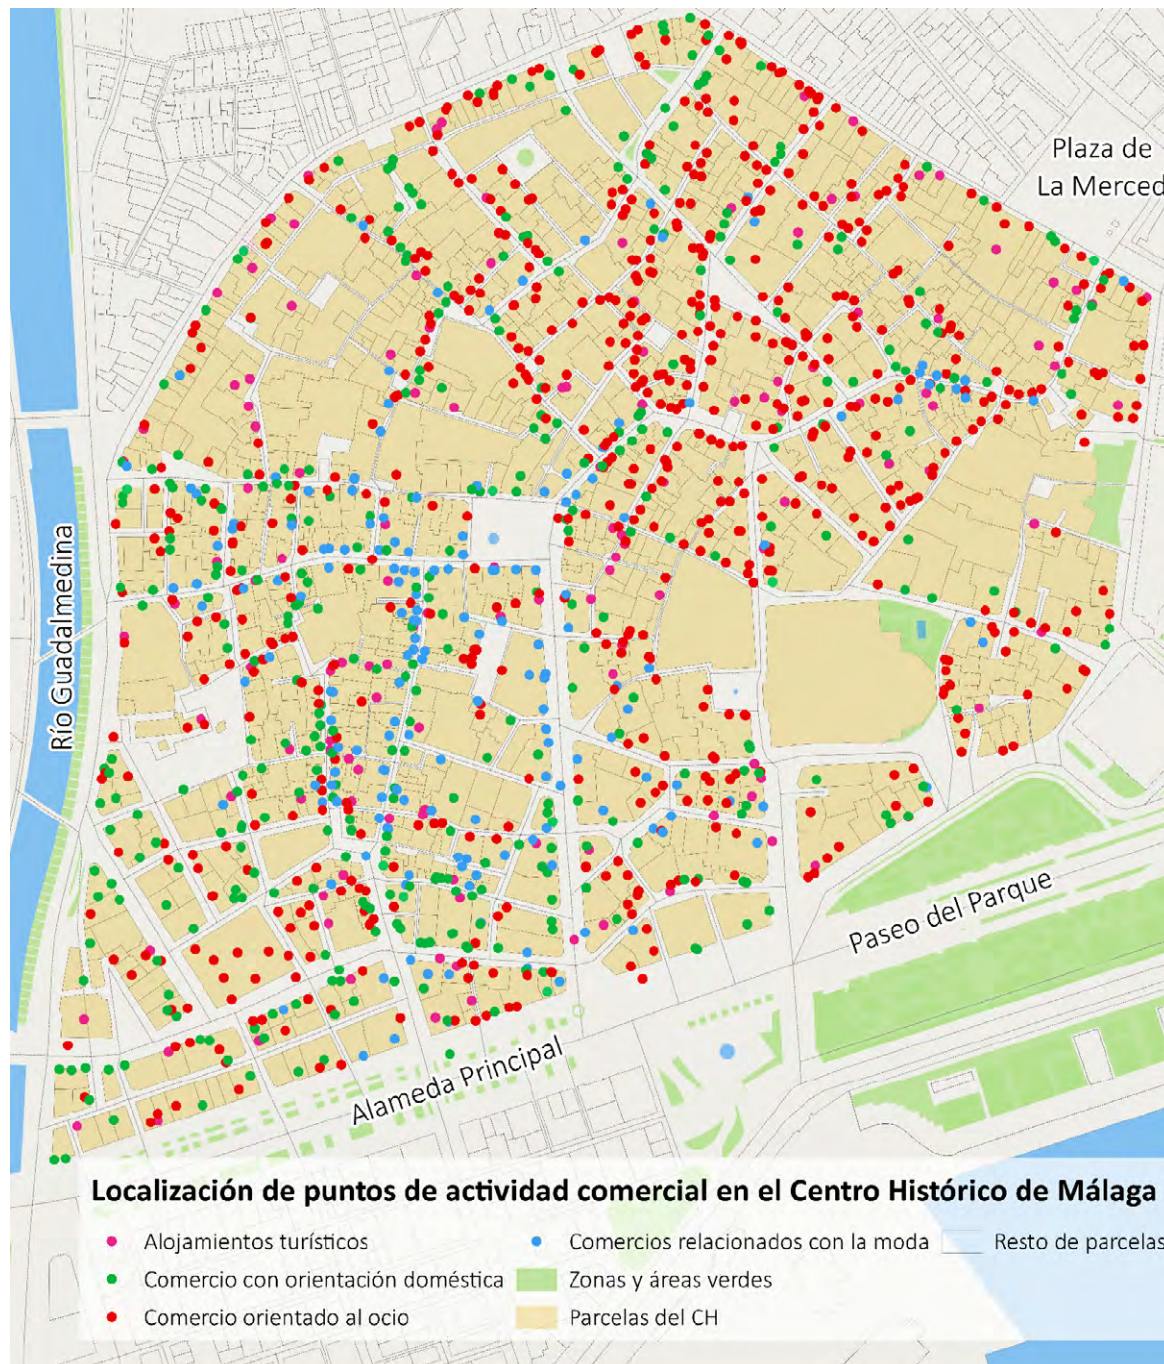 Plaza de
La Merced
Río Guadalmedina
Paseo del Parque
Alameda Principal
Localización de puntos de actividad comercial en el Centro Histórico de Málaga
Alojamientos turísticos
Comercios relacionados con la moda
Resto de parcelas
Comercio con orientación doméstica
Zonas y áreas verdes
Comercio orientado al ocio
Parcelas del CH